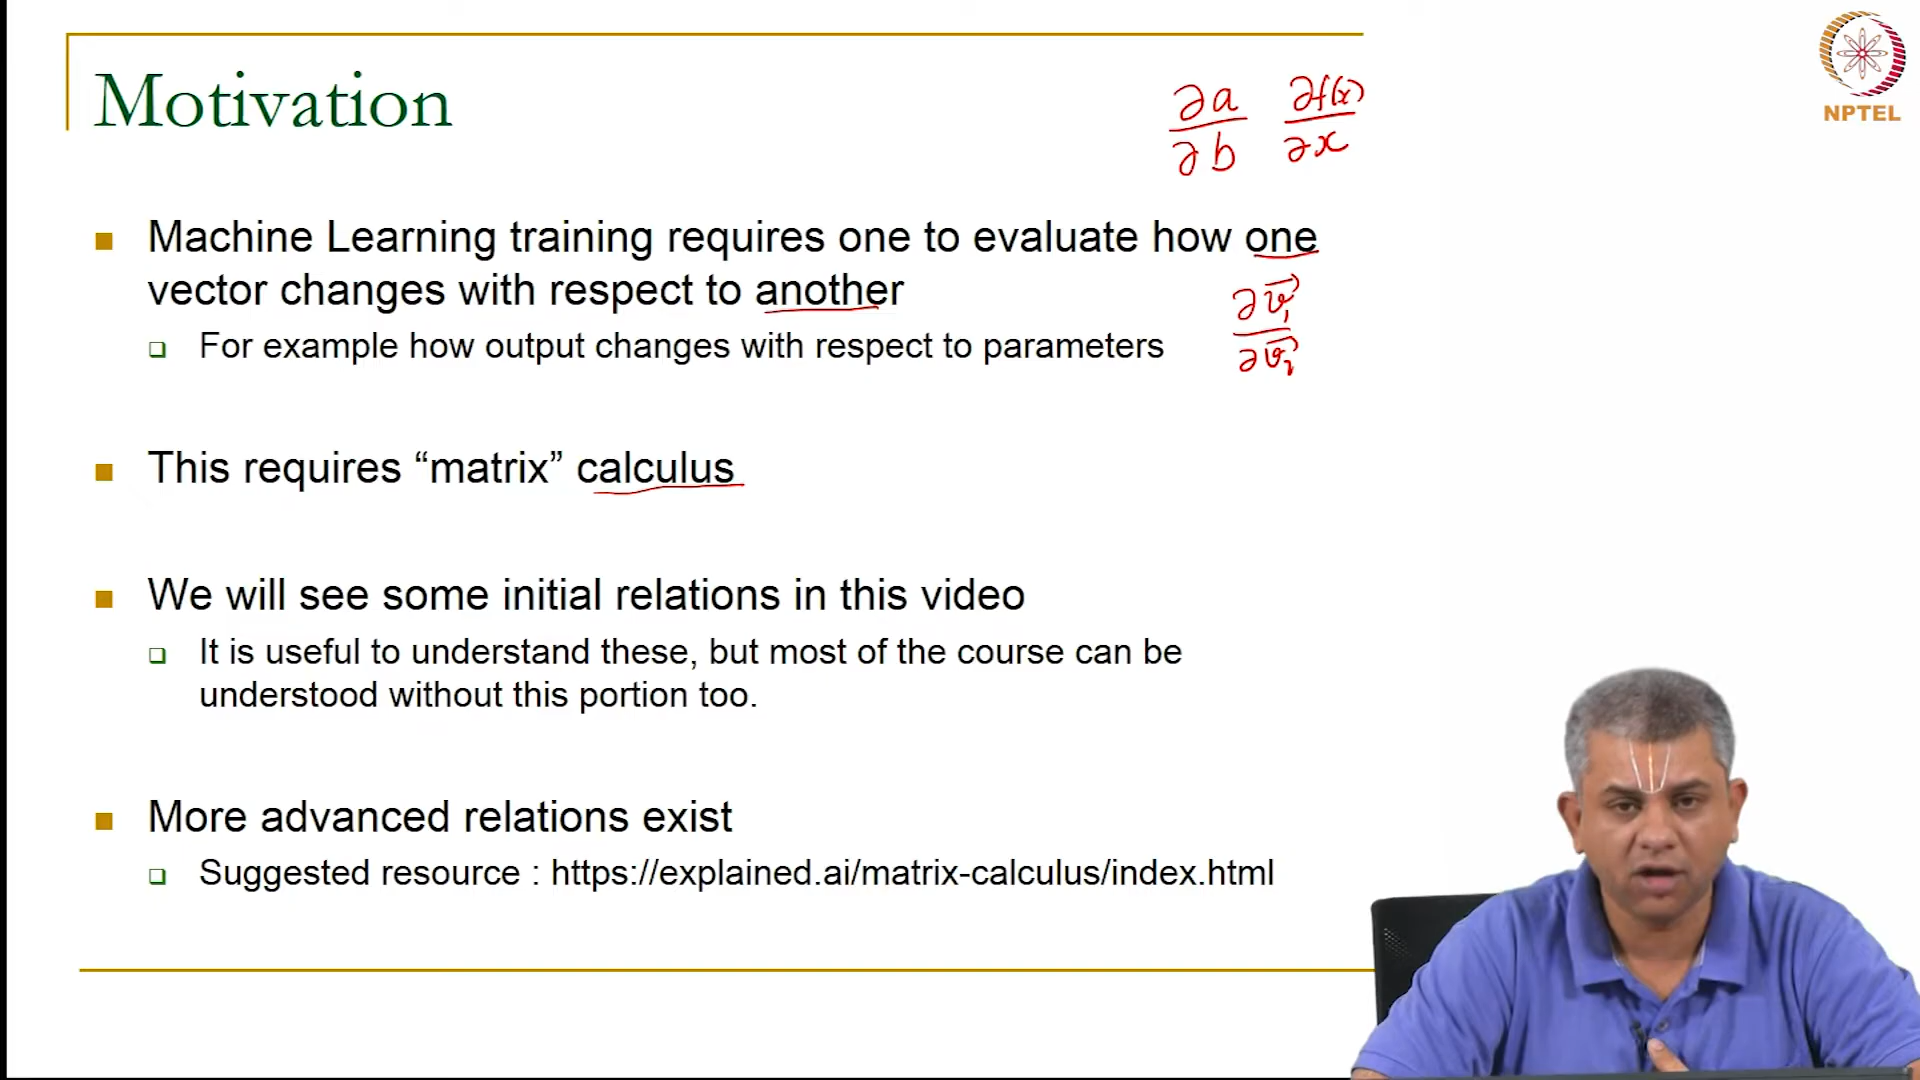 Motivation
∂a ∂f(x)
∂b ∂x
Machine Learning training requires one to evaluate how one
vector changes with respect to another
∂v⃗₁
∂v⃗₂
For example how output changes with respect to parameters
This requires “matrix” calculus
We will see some initial relations in this video
It is useful to understand these, but most of the course can be
understood without this portion too.
More advanced relations exist
Suggested resource : https://explained.ai/matrix-calculus/index.html
NPTEL